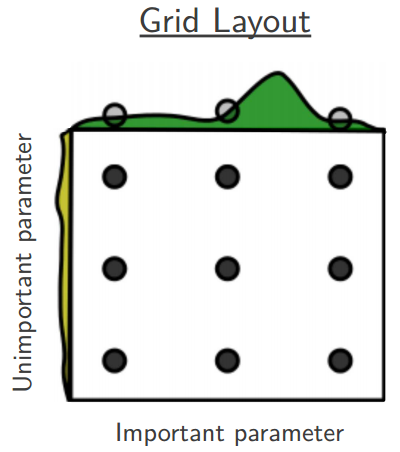 Grid Layout
Unimportant parameter
Important parameter